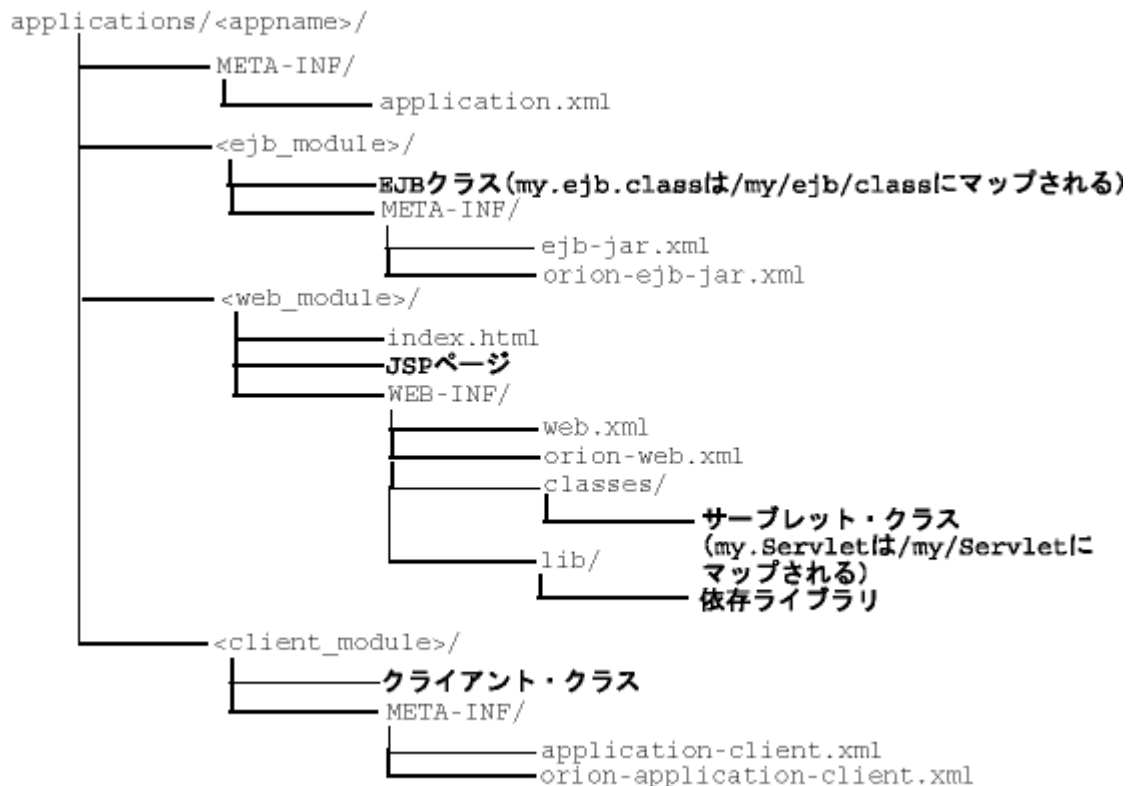 applications/<appname>/
META-INF/
application.xml
<ejb_module>/
EJBクラス(my.ejb.classは/my/ejb/classにマップされる)
META-INF/
ejb-jar.xml
orion-ejb-jar.xml
<web_module>/
index.html
JSPページ
WEB-INF/
web.xml
orion-web.xml
classes/
サーブレット・クラス
(my.Servletは/my/Servletに
マップされる)
lib/
依存ライブラリ
<client_module>/
クライアント・クラス
META-INF/
application-client.xml
orion-application-client.xml